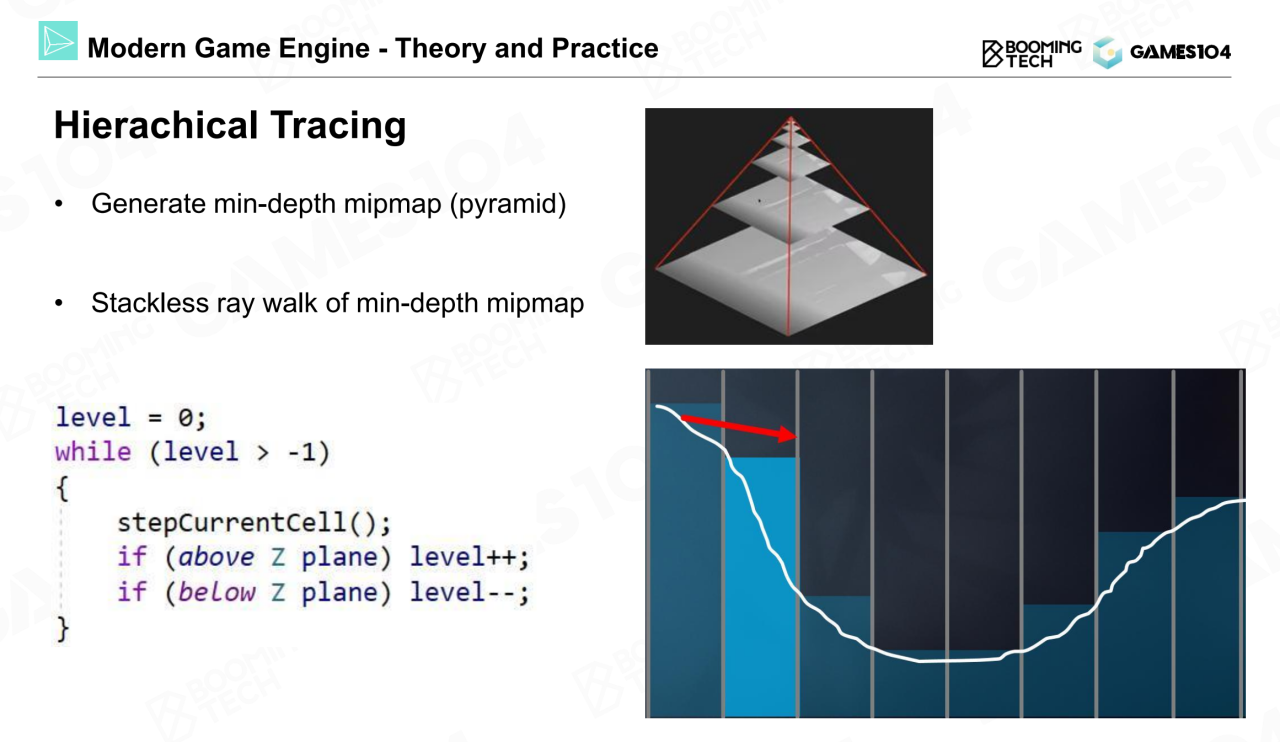 Modern Game Engine - Theory and Practice
BOOMING
TECH
GAMES104
Hierachical Tracing
• Generate min-depth mipmap (pyramid)
• Stackless ray walk of min-depth mipmap
level = 0;
while (level > -1)
{
stepCurrentCell();
if (above Z plane) level++;
if (below Z plane) level--;
}